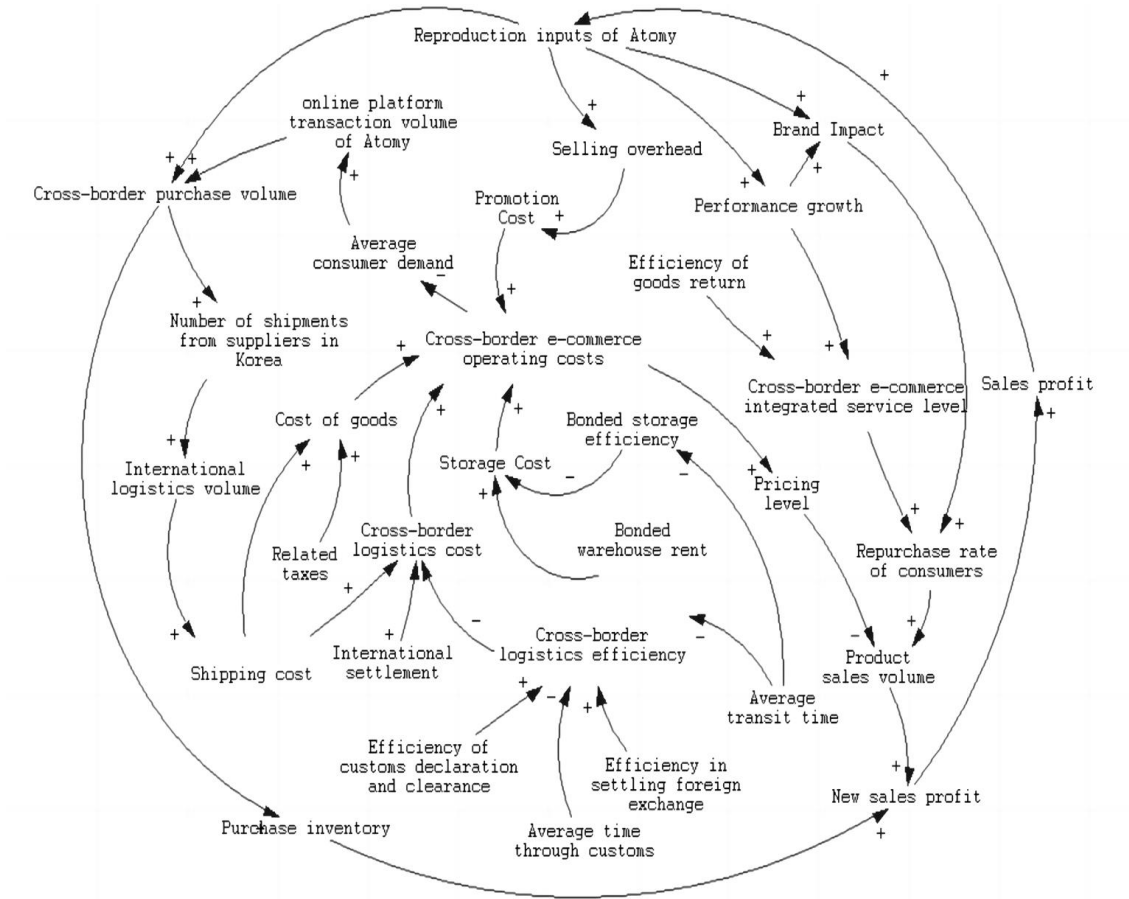 Reproduction inputs of Atomy
+
online platform
transaction volume
of Atomy
+
+
Brand Impact
Selling overhead
+ +
+
+
+
Cross-border purchase volume
Performance growth
Promotion
Cost
+
Average
consumer demand
-
Efficiency of
goods return
+
+
Number of shipments
from suppliers in
Korea
+
Cross-border e-commerce
operating costs
+
+
Cross-border e-commerce
integrated service level
Sales profit
+
Cost of goods
+
+
Bonded storage
efficiency
+
International
logistics volume
+
+
Storage Cost
+
-
-
+
Pricing
level
+
+
Related
taxes
Cross-border
logistics cost
Bonded
warehouse rent
Repurchase rate
of consumers
+
+
+
Shipping cost
+
International
settlement
-
Cross-border
logistics efficiency
-
-
Product
sales volume
+
-
+
Average
transit time
Efficiency of
customs declaration
and clearance
Efficiency in
settling foreign
exchange
+
New sales profit
+
Purchase inventory
+
Average time
through customs